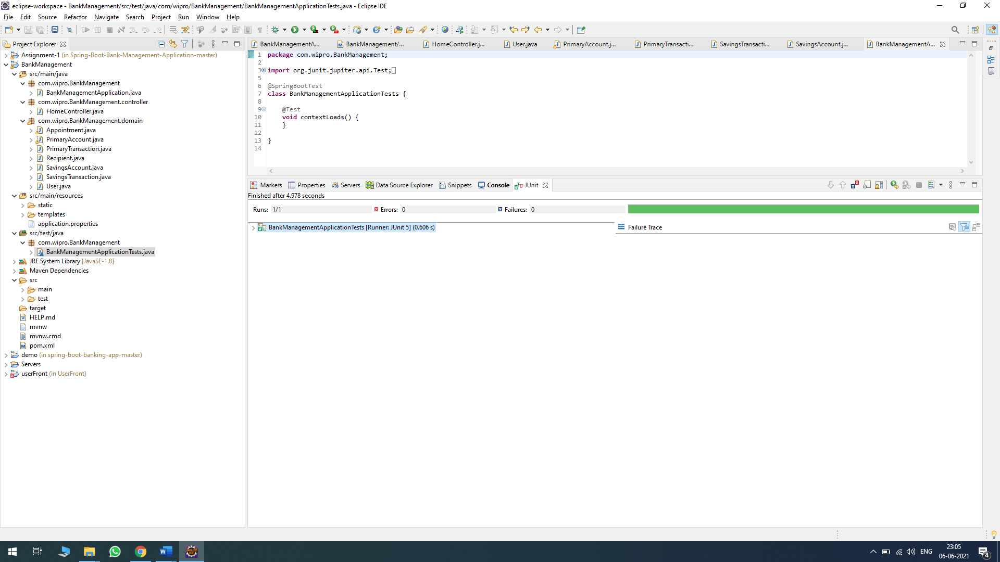 eclipse-workspace - BankManagement/src/test/java/com/wipro/BankManagement/BankManagementApplicationTests.java - Eclipse IDE
File Edit Source Refactor Navigate Search Project Run Window Help
Project Explorer
Assignment-1 (in Spring-Boot-Bank-Management-Application-master)
BankManagement
src/main/java
com.wipro.BankManagement
BankManagementApplication.java
com.wipro.BankManagement.controller
HomeController.java
com.wipro.BankManagement.domain
Appointment.java
PrimaryAccount.java
PrimaryTransaction.java
Recipient.java
SavingsAccount.java
SavingsTransaction.java
User.java
src/main/resources
static
templates
application.properties
src/test/java
com.wipro.BankManagement
BankManagementApplicationTests.java
JRE System Library [JavaSE-1.8]
Maven Dependencies
src
main
test
target
HELP.md
mvnw
mvnw.cmd
pom.xml
demo (in spring-boot-banking-app-master)
Servers
userFront (in UserFront)
BankManagementA... BankManagement/... HomeController.j... User.java PrimaryAccount.j... PrimaryTransacti... SavingsTransacti... SavingsAccount.j... BankManagementA...
1 package com.wipro.BankManagement;
2
3 import org.junit.jupiter.api.Test;
5
6 @SpringBootTest
7 class BankManagementApplicationTests {
8
9 @Test
10 void contextLoads() {
11 }
12
13 }
14
Markers Properties Servers Data Source Explorer Snippets Console JUnit
Finished after 4.978 seconds
Runs: 1/1 Errors: 0 Failures: 0
BankManagementApplicationTests [Runner: JUnit 5] (0.606 s)
Failure Trace
ENG
23:05
06-06-2021
4